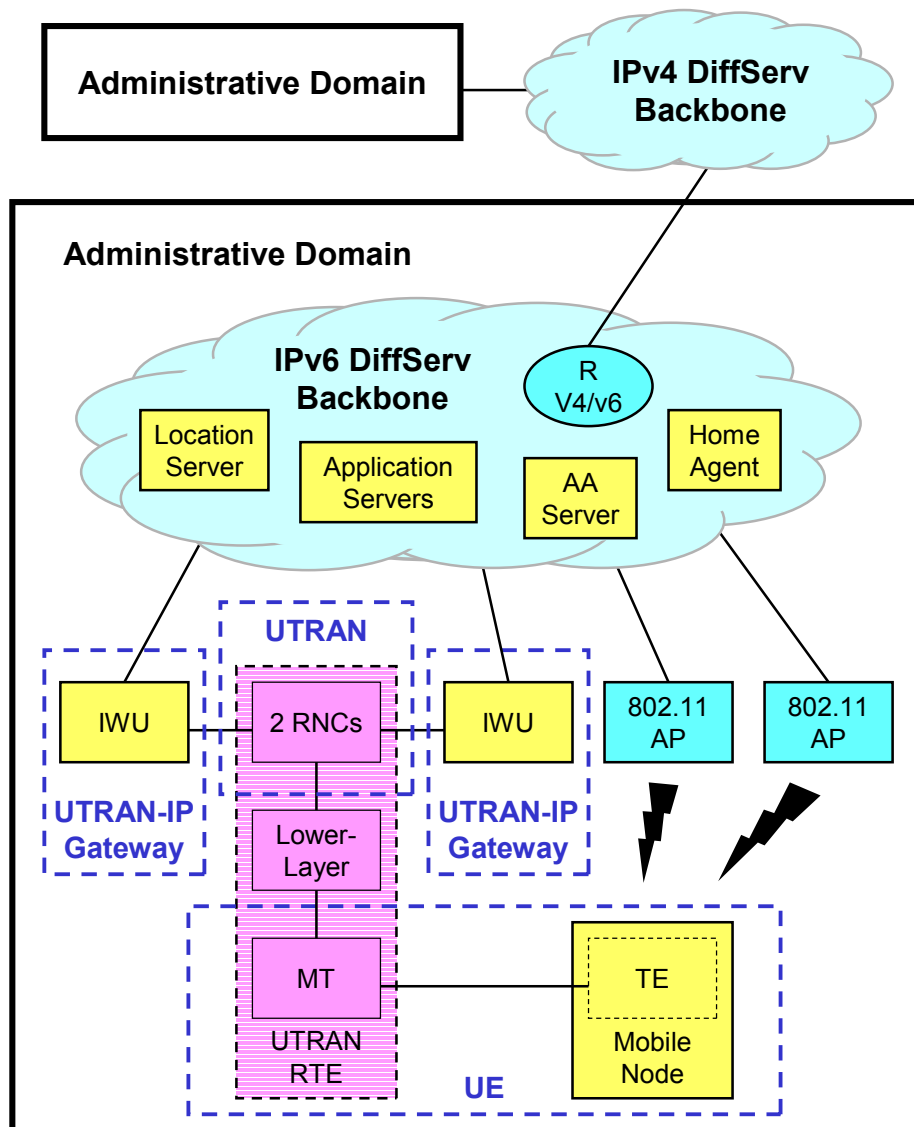 Administrative Domain
IPv4 DiffServ
Backbone
Administrative Domain
IPv6 DiffServ
Backbone
R
V4/v6
Location
Server
Application
Servers
AA
Server
Home
Agent
UTRAN
IWU
2 RNCs
IWU
802.11
AP
802.11
AP
UTRAN-IP
Gateway
Lower-
Layer
UTRAN-IP
Gateway
MT
TE
UTRAN
RTE
Mobile
Node
UE